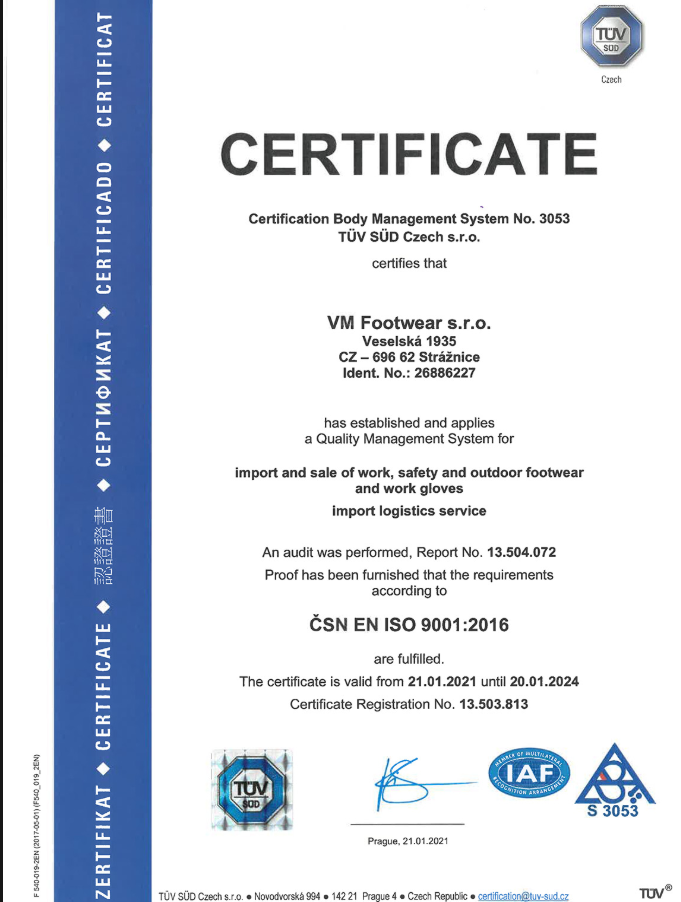 TÜV
SÜD
Czech
CERTIFICATE
Certification Body Management System No. 3053
TÜV SÜD Czech s.r.o.
certifies that
VM Footwear s.r.o.
Veselská 1935
CZ – 696 62 Strážnice
Ident. No.: 26886227
has established and applies
a Quality Management System for
import and sale of work, safety and outdoor footwear
and work gloves
import logistics service
An audit was performed, Report No. 13.504.072
Proof has been furnished that the requirements
according to
ČSN EN ISO 9001:2016
are fulfilled.
The certificate is valid from 21.01.2021 until 20.01.2024
Certificate Registration No. 13.503.813
TÜV
SÜD
MEMBER OF MULTILATERAL
IAF
RECOGNITION ARRANGEMENT
S 3053
Prague, 21.01.2021
TÜV SÜD Czech s.r.o. ● Novodvorská 994 ● 142 21 Prague 4 ● Czech Republic ● certification@tuv-sud.cz
TÜV®
ZERTIFIKAT ◆ CERTIFICATE ◆ 認證證書 ◆ СЕРТИФИКАТ ◆ CERTIFICADO ◆ CERTIFICAT
F 540-019-2EN (2017-05-01) (F540_019_2EN)